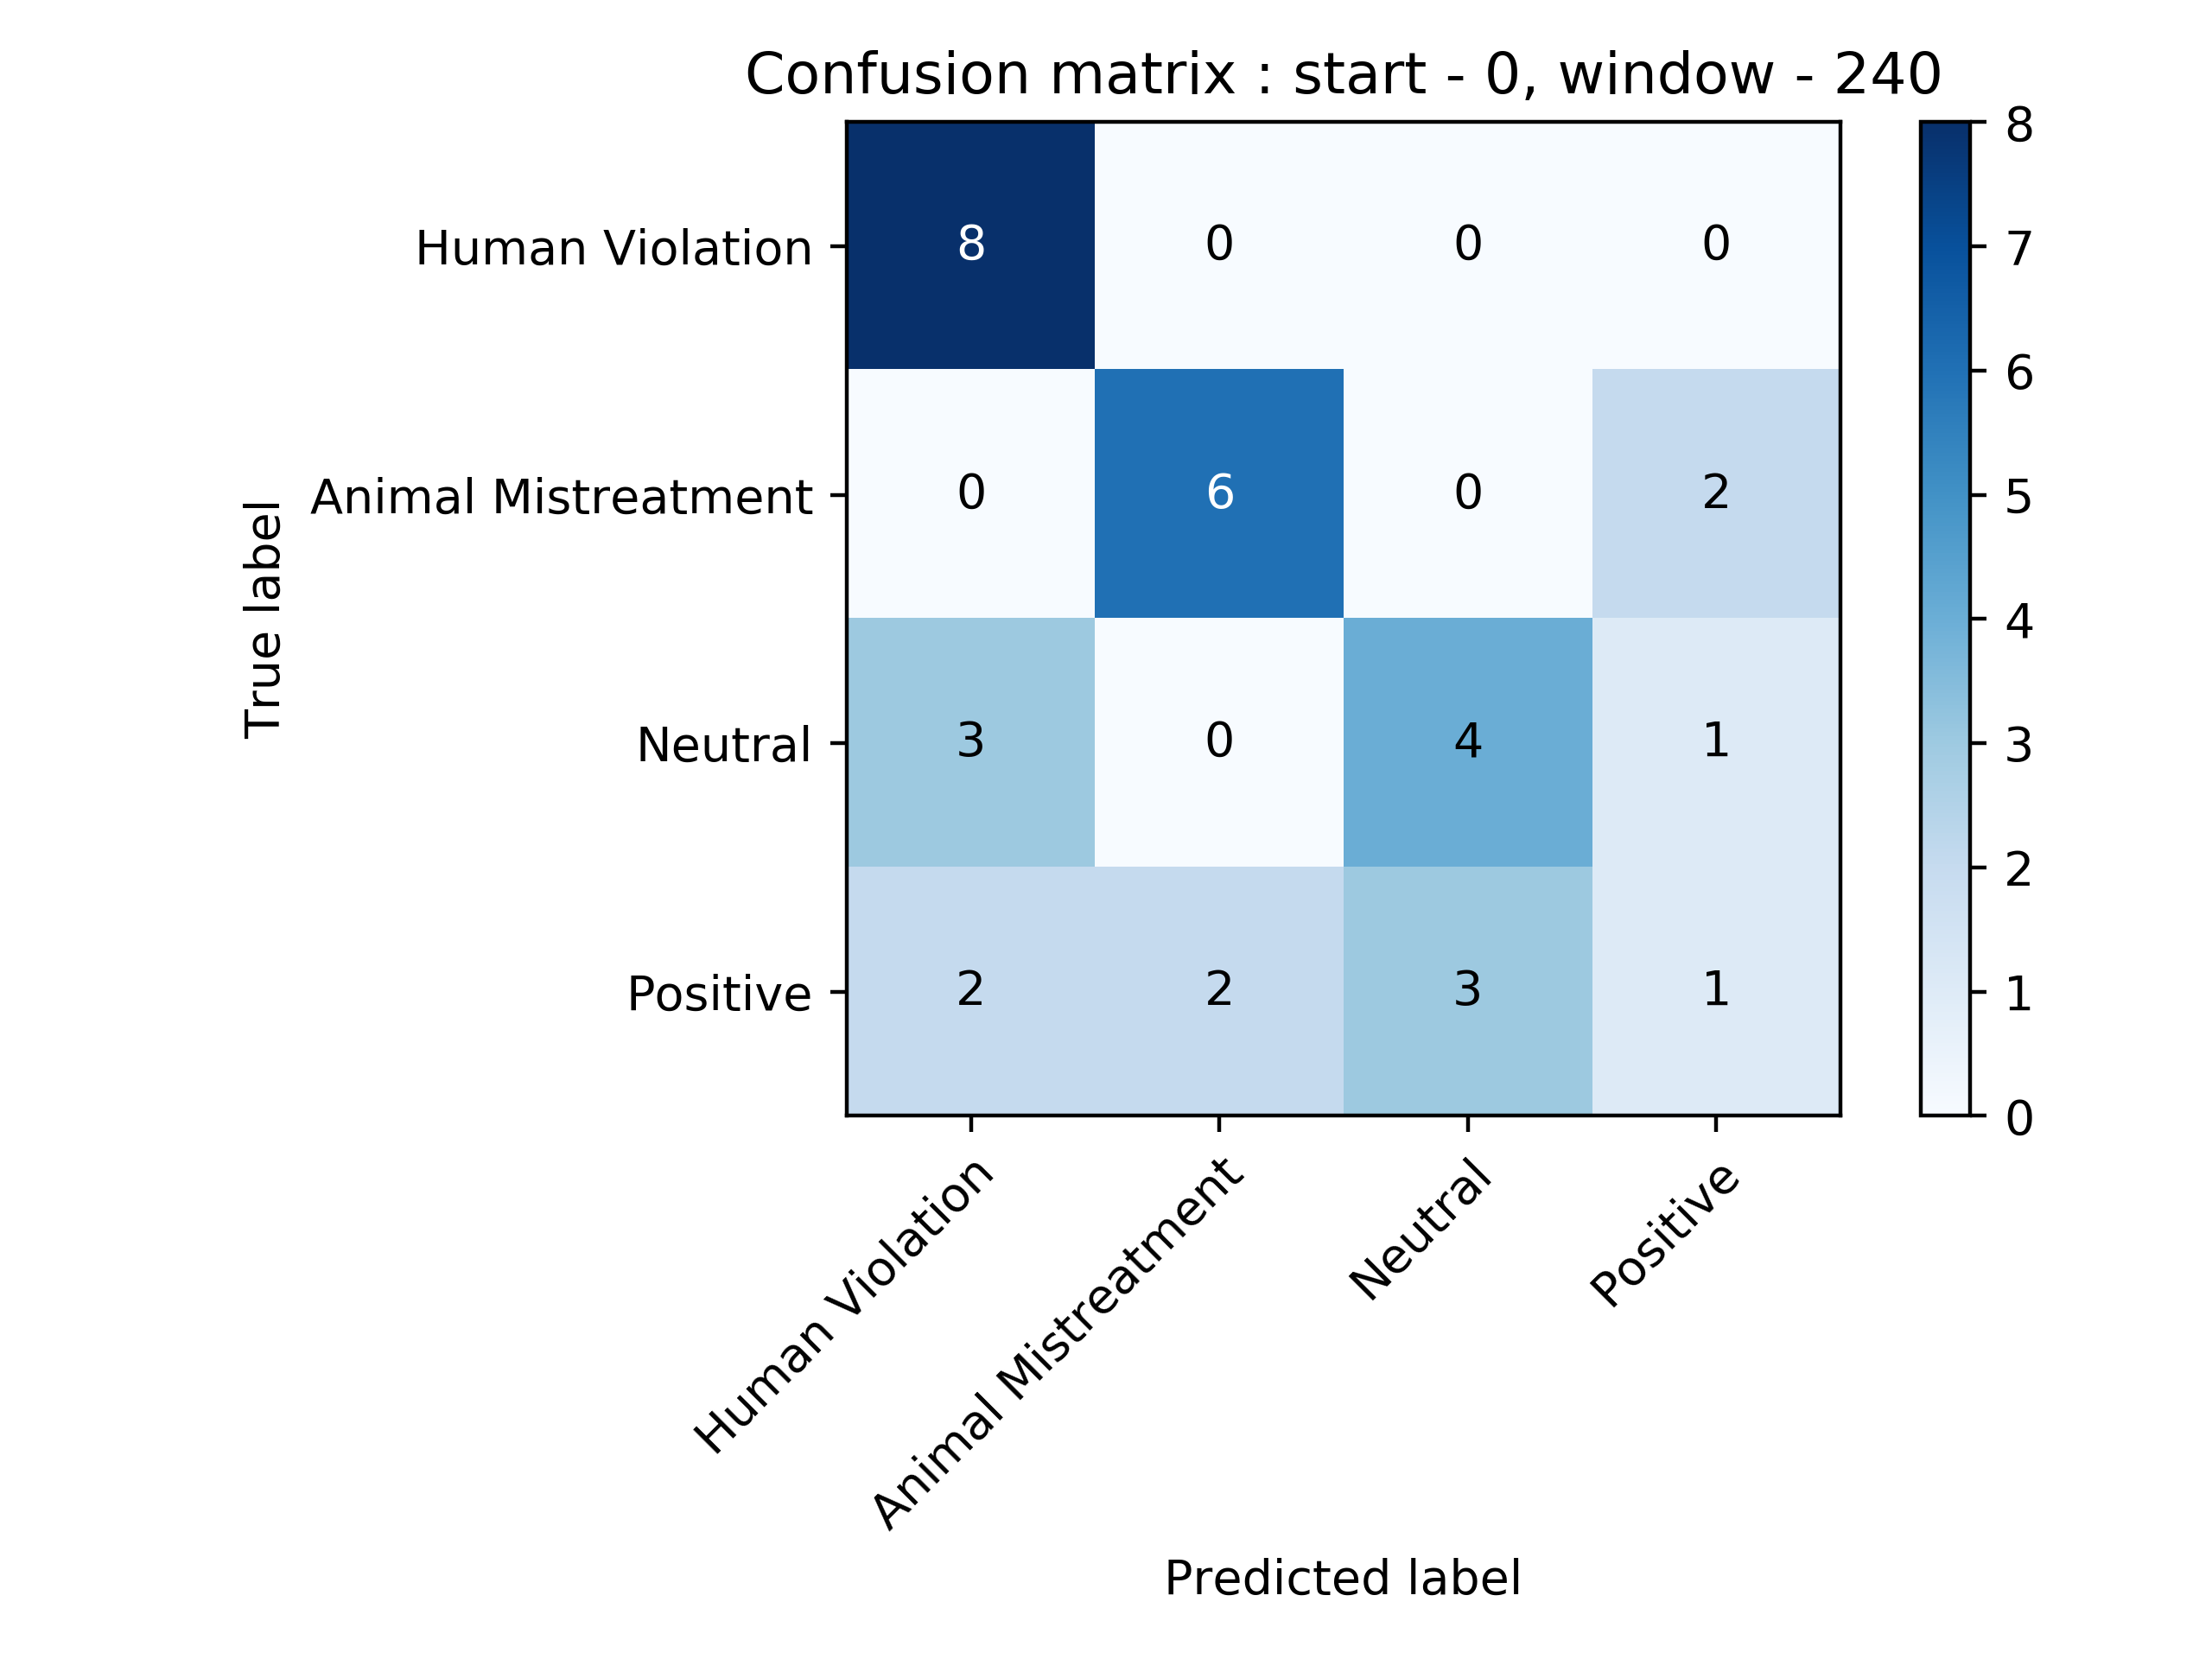 Confusion matrix : start - 0, window - 240
True label
Human Violation 8 0 0 0
Animal Mistreatment 0 6 0 2
Neutral 3 0 4 1
Positive 2 2 3 1
Human Violation
Animal Mistreatment
Neutral
Positive
Predicted label
8
7
6
5
4
3
2
1
0